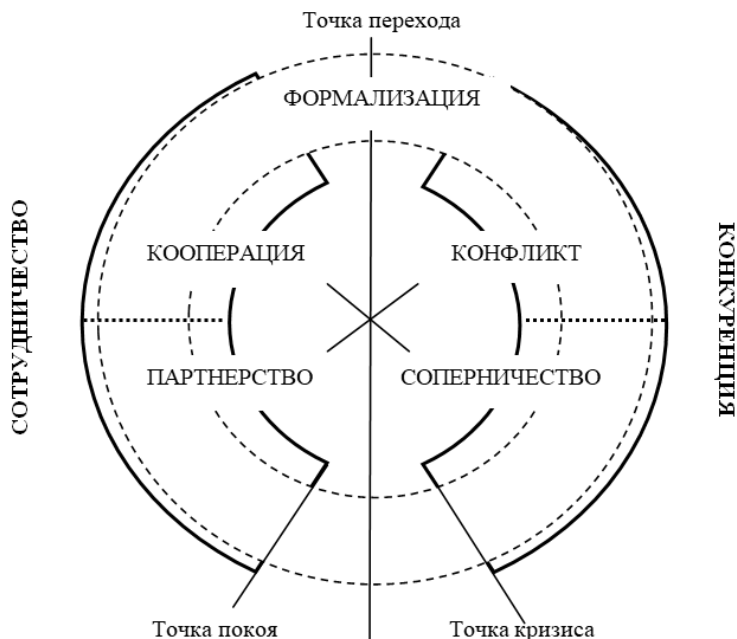 Точка перехода
ФОРМАЛИЗАЦИЯ
СОТРУДНИЧЕСТВО
КООПЕРАЦИЯ
КОНФЛИКТ
КОНКУРЕНЦИЯ
ПАРТНЕРСТВО
СОПЕРНИЧЕСТВО
Точка покоя
Точка кризиса